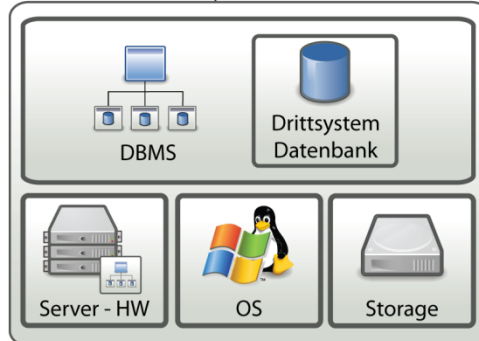 DBMS
Drittsystem
Datenbank
Server - HW
OS
Storage